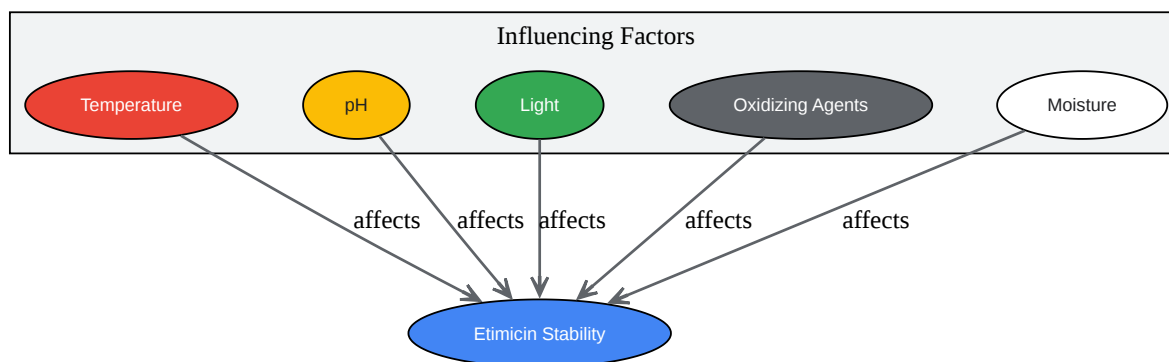 Influencing Factors
Temperature
pH
Light
Oxidizing Agents
Moisture
affects
affects
affects
affects
affects
Etimicin Stability